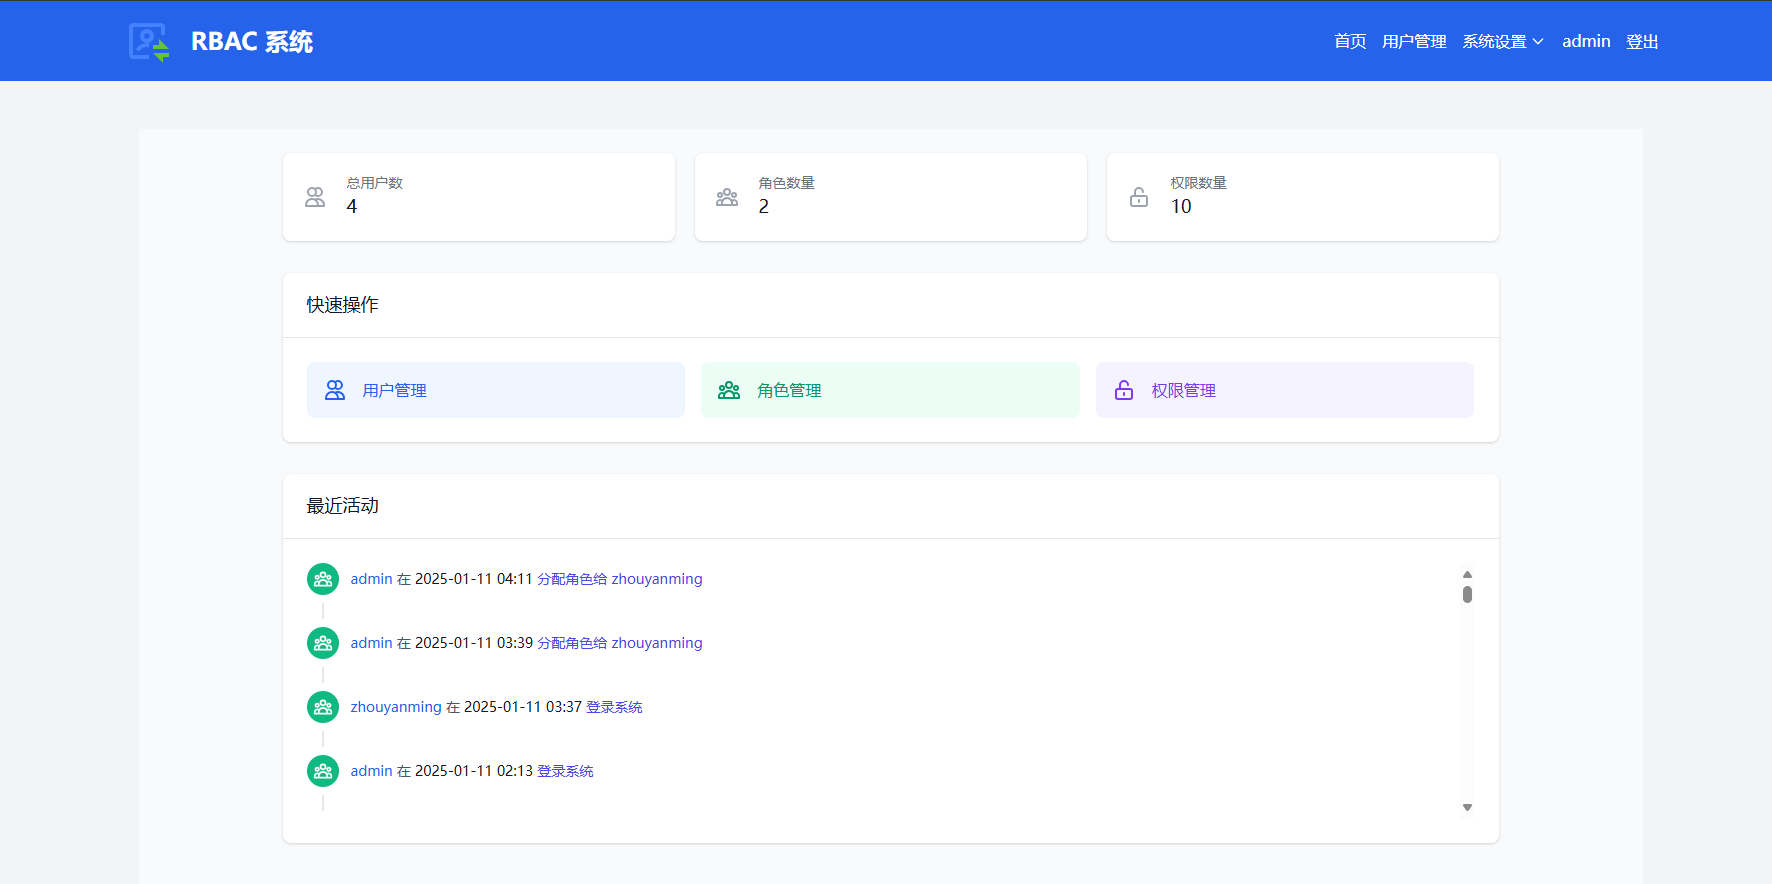 RBAC 系统
首页 用户管理 系统设置 admin 登出
总用户数
4
角色数量
2
权限数量
10
快速操作
用户管理
角色管理
权限管理
最近活动
admin 在 2025-01-11 04:11 分配角色给 zhouyanming
admin 在 2025-01-11 03:39 分配角色给 zhouyanming
zhouyanming 在 2025-01-11 03:37 登录系统
admin 在 2025-01-11 02:13 登录系统